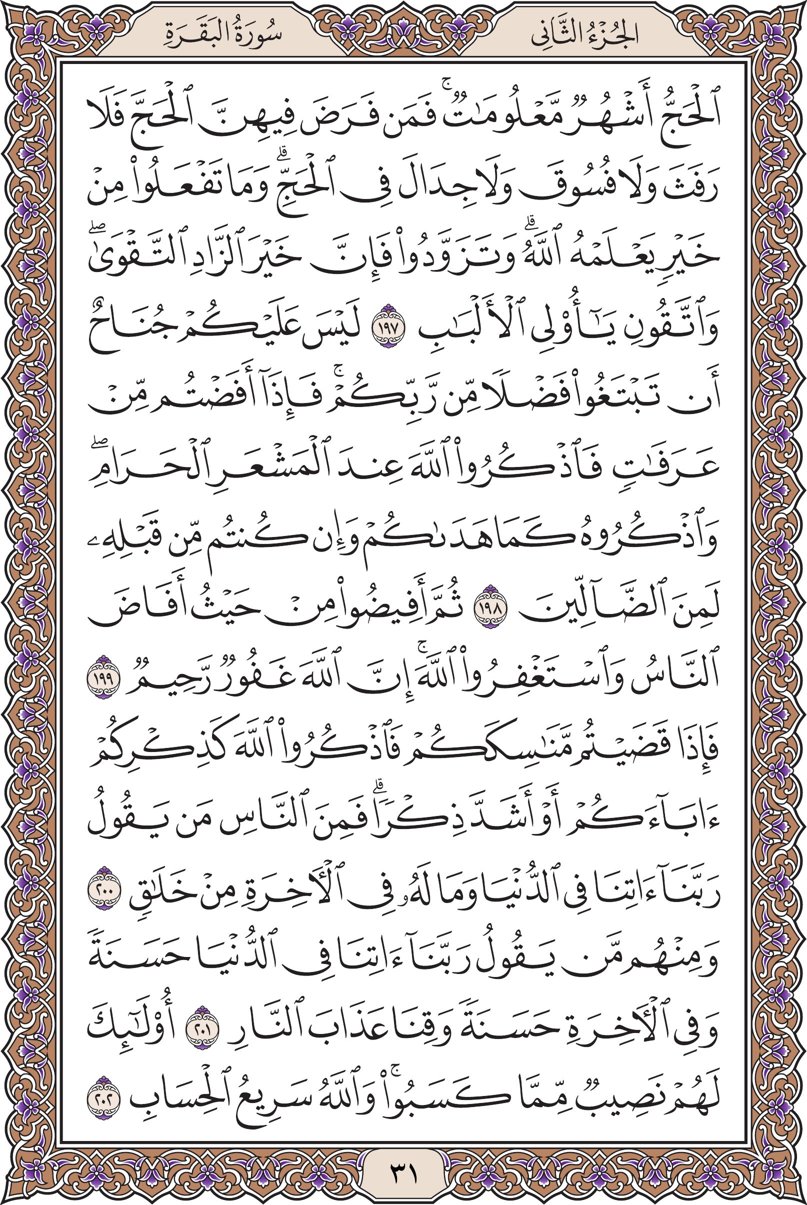 الجُزْءُ الثَّانِي
سُورَةُ البَقَرَةِ
ٱلْحَجُّ أَشْهُرٌ مَّعْلُومَـٰتٌ ۚ فَمَن فَرَضَ فِيهِنَّ ٱلْحَجَّ فَلَا
رَفَثَ وَلَا فُسُوقَ وَلَا جِدَالَ فِى ٱلْحَجِّ ۗ وَمَا تَفْعَلُوا۟ مِنْ
خَيْرٍ يَعْلَمْهُ ٱللَّهُ ۗ وَتَزَوَّدُوا۟ فَإِنَّ خَيْرَ ٱلزَّادِ ٱلتَّقْوَىٰ ۖ
وَٱتَّقُونِ يَـٰٓأُو۟لِى ٱلْأَلْبَـٰبِ ١٩٧ لَيْسَ عَلَيْكُمْ جُنَاحٌ
أَن تَبْتَغُوا۟ فَضْلًا مِّن رَّبِّكُمْ ۚ فَإِذَآ أَفَضْتُم مِّنْ
عَرَفَـٰتٍ فَٱذْكُرُوا۟ ٱللَّهَ عِندَ ٱلْمَشْعَرِ ٱلْحَرَامِ ۖ
وَٱذْكُرُوهُ كَمَا هَدَىٰكُمْ وَإِن كُنتُم مِّن قَبْلِهِۦ
لَمِنَ ٱلضَّآلِّينَ ١٩٨ ثُمَّ أَفِيضُوا۟ مِنْ حَيْثُ أَفَاضَ
ٱلنَّاسُ وَٱسْتَغْفِرُوا۟ ٱللَّهَ ۚ إِنَّ ٱللَّهَ غَفُورٌ رَّحِيمٌ ١٩٩
فَإِذَا قَضَيْتُم مَّنَـٰسِكَكُمْ فَٱذْكُرُوا۟ ٱللَّهَ كَذِكْرِكُمْ
ءَابَآءَكُمْ أَوْ أَشَدَّ ذِكْرًا ۗ فَمِنَ ٱلنَّاسِ مَن يَقُولُ
رَبَّنَآ ءَاتِنَا فِى ٱلدُّنْيَا وَمَا لَهُۥ فِى ٱلْـَٔاخِرَةِ مِنْ خَلَـٰقٍ ٢٠٠
وَمِنْهُم مَّن يَقُولُ رَبَّنَآ ءَاتِنَا فِى ٱلدُّنْيَا حَسَنَةً
وَفِى ٱلْـَٔاخِرَةِ حَسَنَةً وَقِنَا عَذَابَ ٱلنَّارِ ٢٠١ أُو۟لَـٰٓئِكَ
لَهُمْ نَصِيبٌ مِّمَّا كَسَبُوا۟ ۚ وَٱللَّهُ سَرِيعُ ٱلْحِسَابِ ٢٠٢
٣١